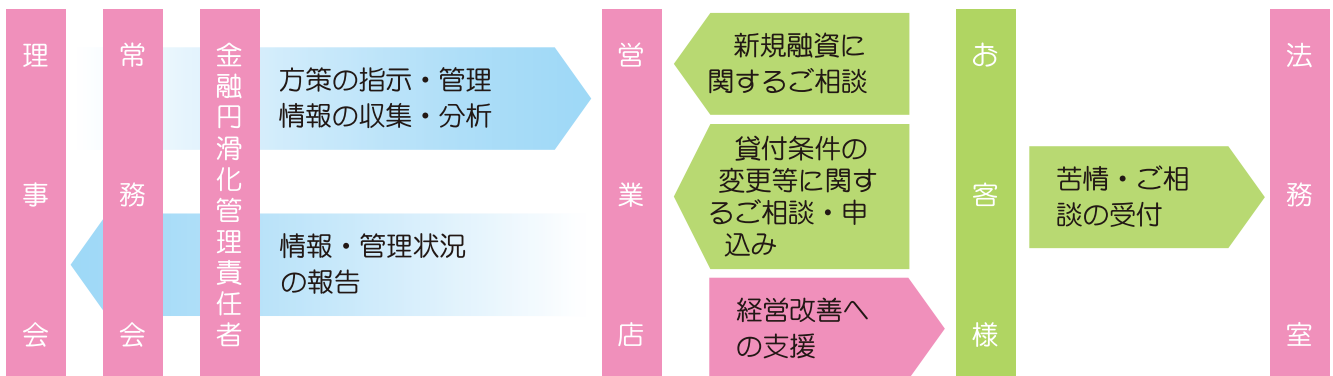 理事会
常務会
金融円滑化管理責任者
方策の指示・管理
情報の収集・分析
情報・管理状況
の報告
営業店
新規融資に
関するご相談
貸付条件の
変更等に関す
るご相談・申
込み
経営改善へ
の支援
お客様
苦情・ご相
談の受付
法務室